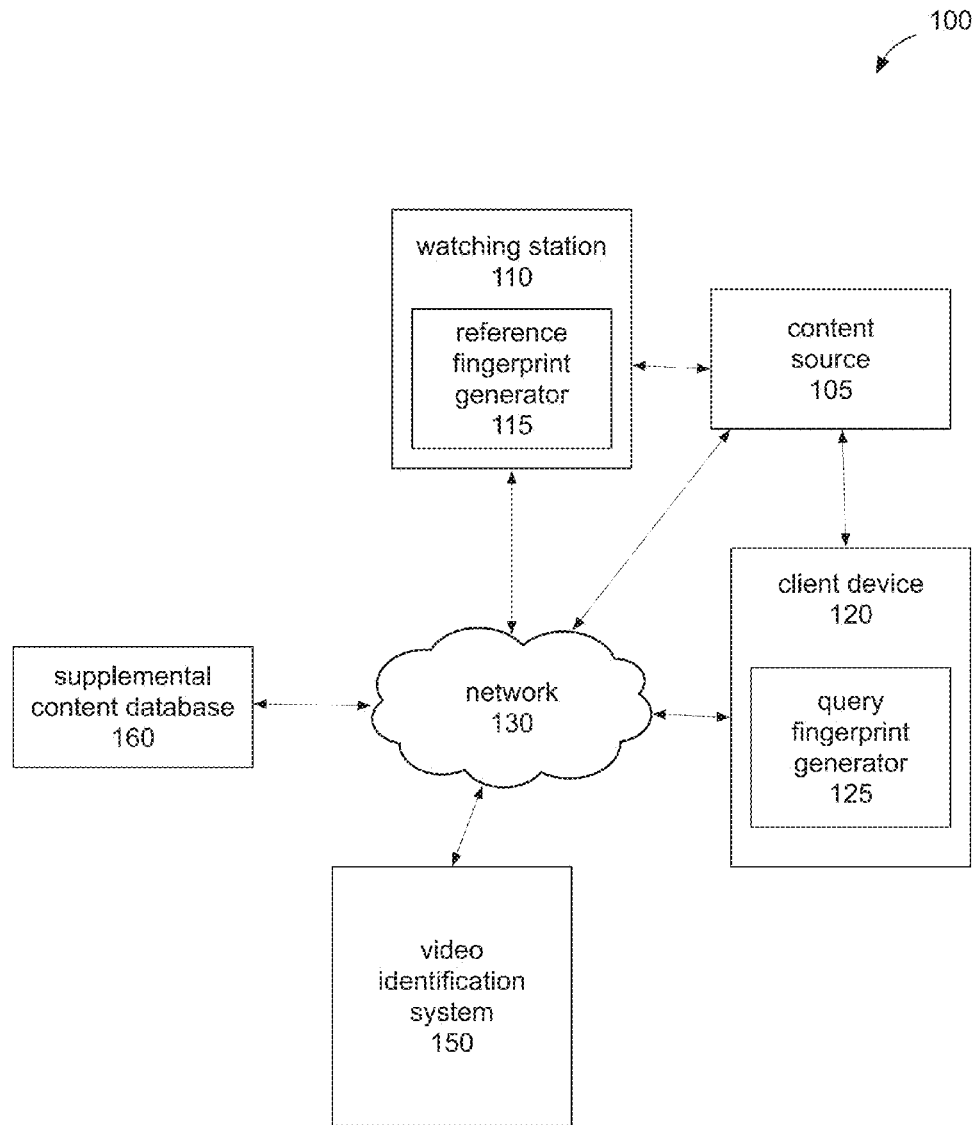 100
watching station
110
reference
fingerprint
generator
115
content
source
105
client device
120
query
fingerprint
generator
125
supplemental
content database
160
network
130
video
identification
system
150